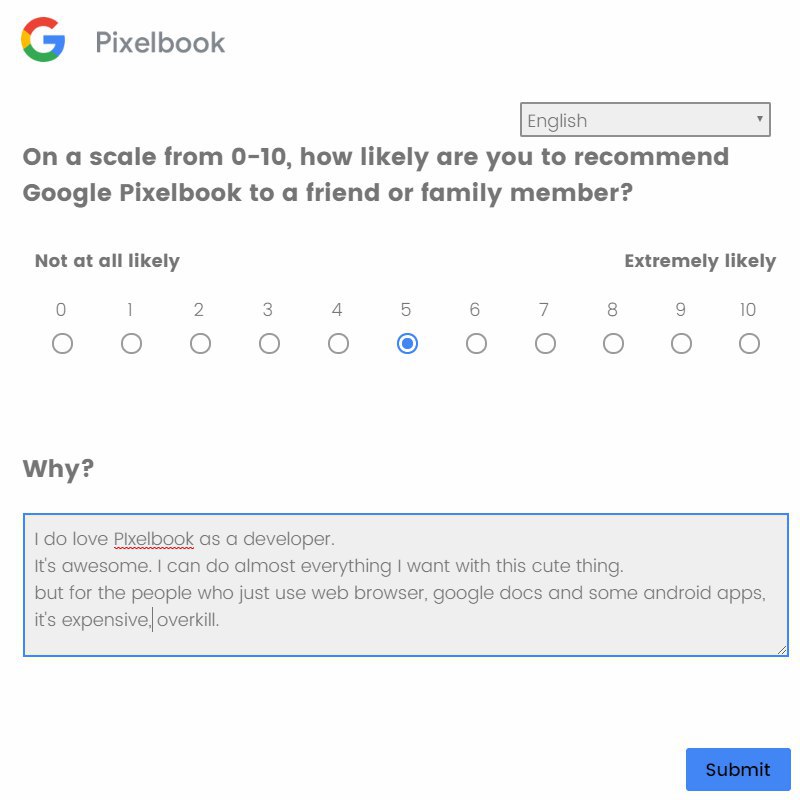 G Pixelbook
English
On a scale from 0-10, how likely are you to recommend
Google Pixelbook to a friend or family member?
Not at all likely Extremely likely
0 1 2 3 4 5 6 7 8 9 10
Why?
I do love PIxelbook as a developer.
It's awesome. I can do almost everything I want with this cute thing.
but for the people who just use web browser, google docs and some android apps,
it's expensive, overkill.
Submit